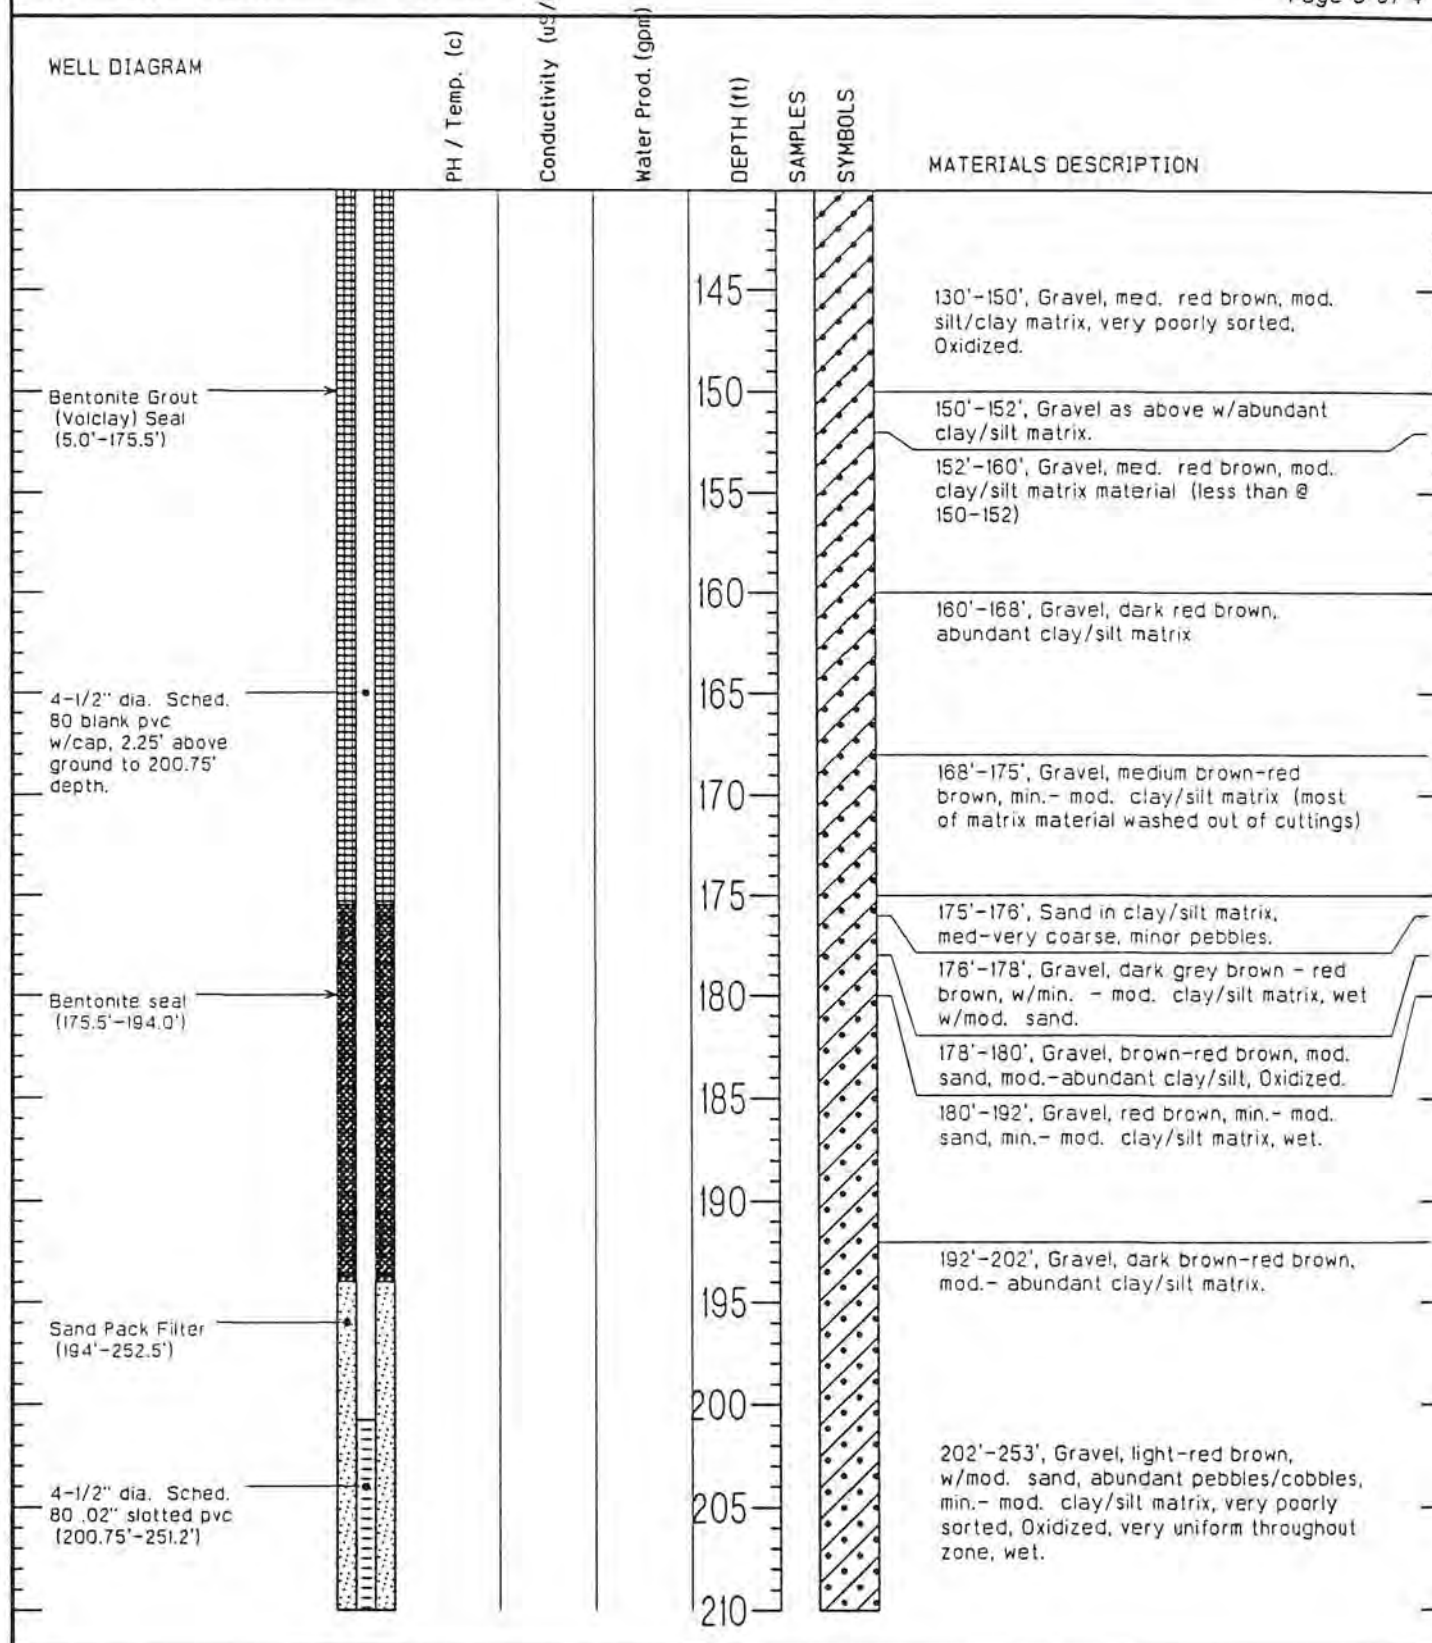 WELL DIAGRAM
PH / Temp. (c)
Conductivity (uS/
Water Prod. (gpm)
DEPTH (ft)
SAMPLES
SYMBOLS
MATERIALS DESCRIPTION
145
130'-150', Gravel, med. red brown, mod.
silt/clay matrix, very poorly sorted,
Oxidized.
Bentonite Grout
(Volclay) Seal
(5.0'-175.5')
150
150'-152', Gravel as above w/abundant
clay/silt matrix.
152'-160', Gravel, med. red brown, mod.
clay/silt matrix material (less than @
150-152)
155
160
160'-168', Gravel, dark red brown,
abundant clay/silt matrix
4-1/2" dia. Sched.
80 blank pvc
w/cap, 2.25' above
ground to 200.75'
depth.
165
168'-175', Gravel, medium brown-red
brown, min.- mod. clay/silt matrix (most
of matrix material washed out of cuttings)
170
175
175'-176', Sand in clay/silt matrix,
med-very coarse, minor pebbles.
176'-178', Gravel, dark grey brown - red
brown, w/min. - mod. clay/silt matrix, wet
w/mod. sand.
Bentonite seal
(175.5'-194.0')
180
178'-180', Gravel, brown-red brown, mod.
sand, mod.-abundant clay/silt, Oxidized.
185
180'-192', Gravel, red brown, min.- mod.
sand, min.- mod. clay/silt matrix, wet.
190
192'-202', Gravel, dark brown-red brown,
mod.- abundant clay/silt matrix.
195
Sand Pack Filter
(194'-252.5')
200
202'-253', Gravel, light-red brown,
w/mod. sand, abundant pebbles/cobbles,
min.- mod. clay/silt matrix, very poorly
sorted, Oxidized, very uniform throughout
zone, wet.
4-1/2" dia. Sched.
80 .02" slotted pvc
(200.75'-251.2')
205
210